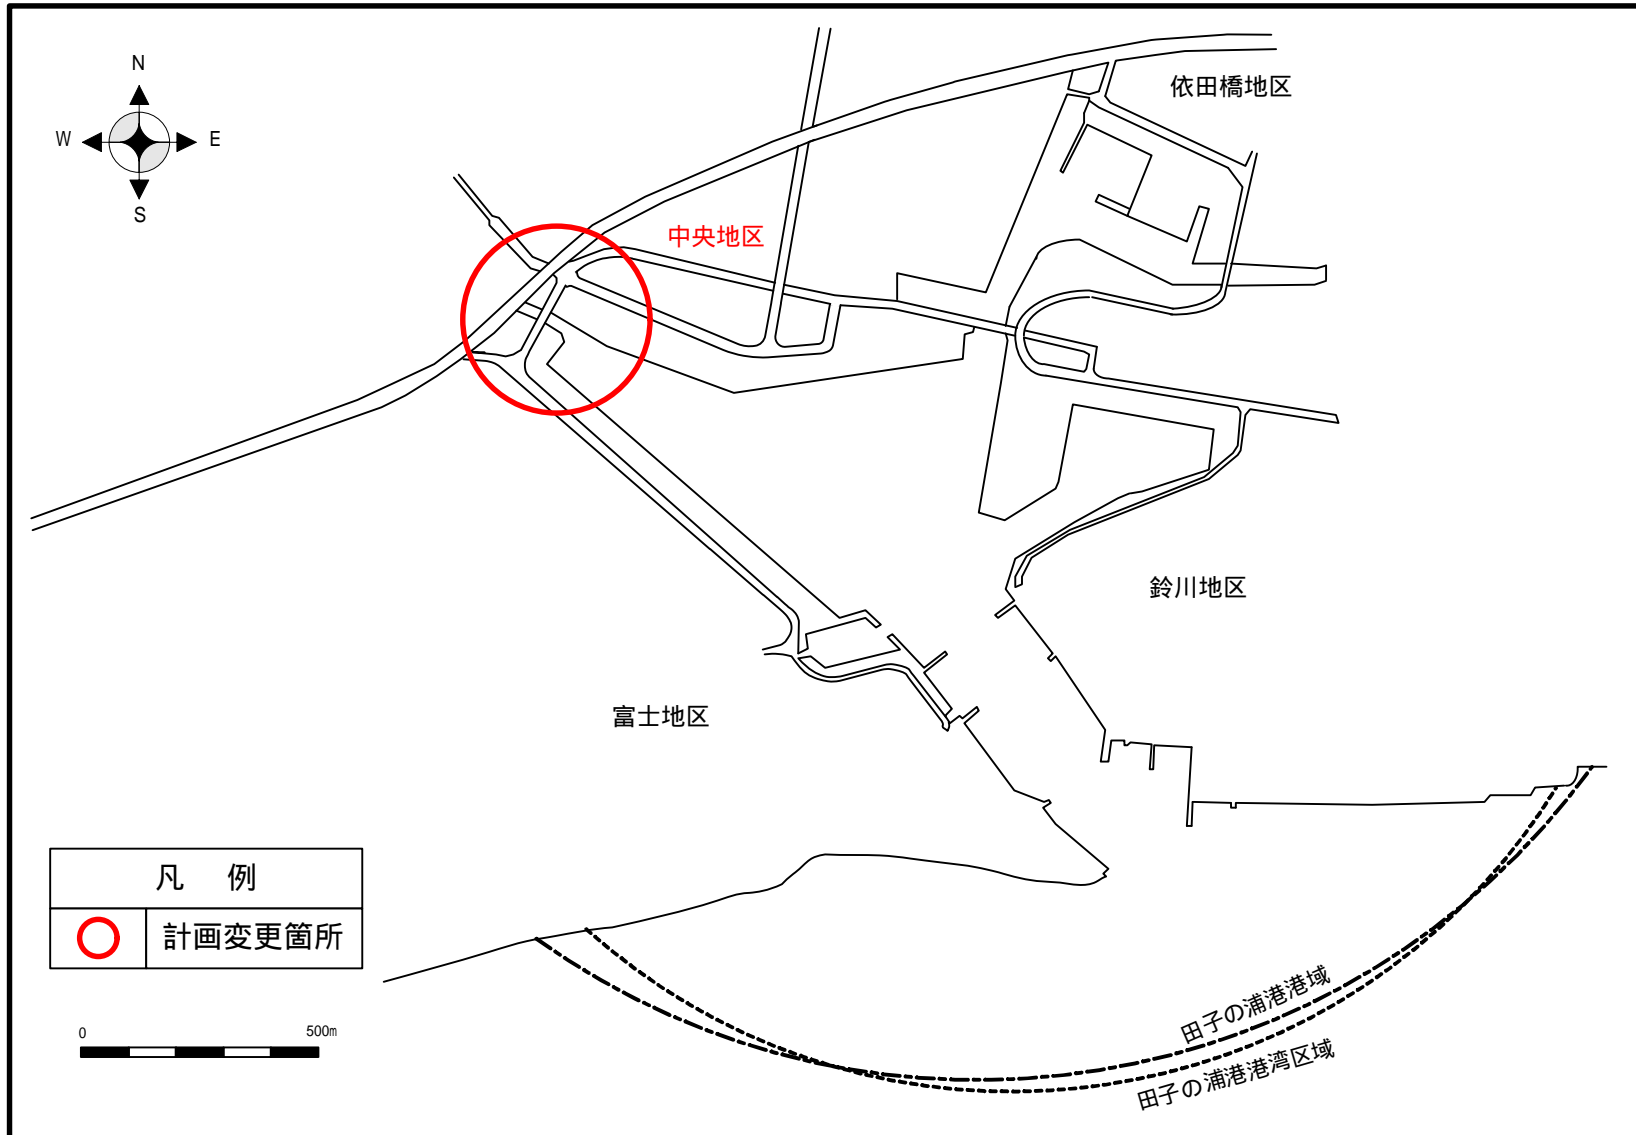 N
W
E
S
依田橋地区
中央地区
鈴川地区
富士地区
凡 例
計画変更箇所
0
500m
田子の浦港港域
田子の浦港港湾区域